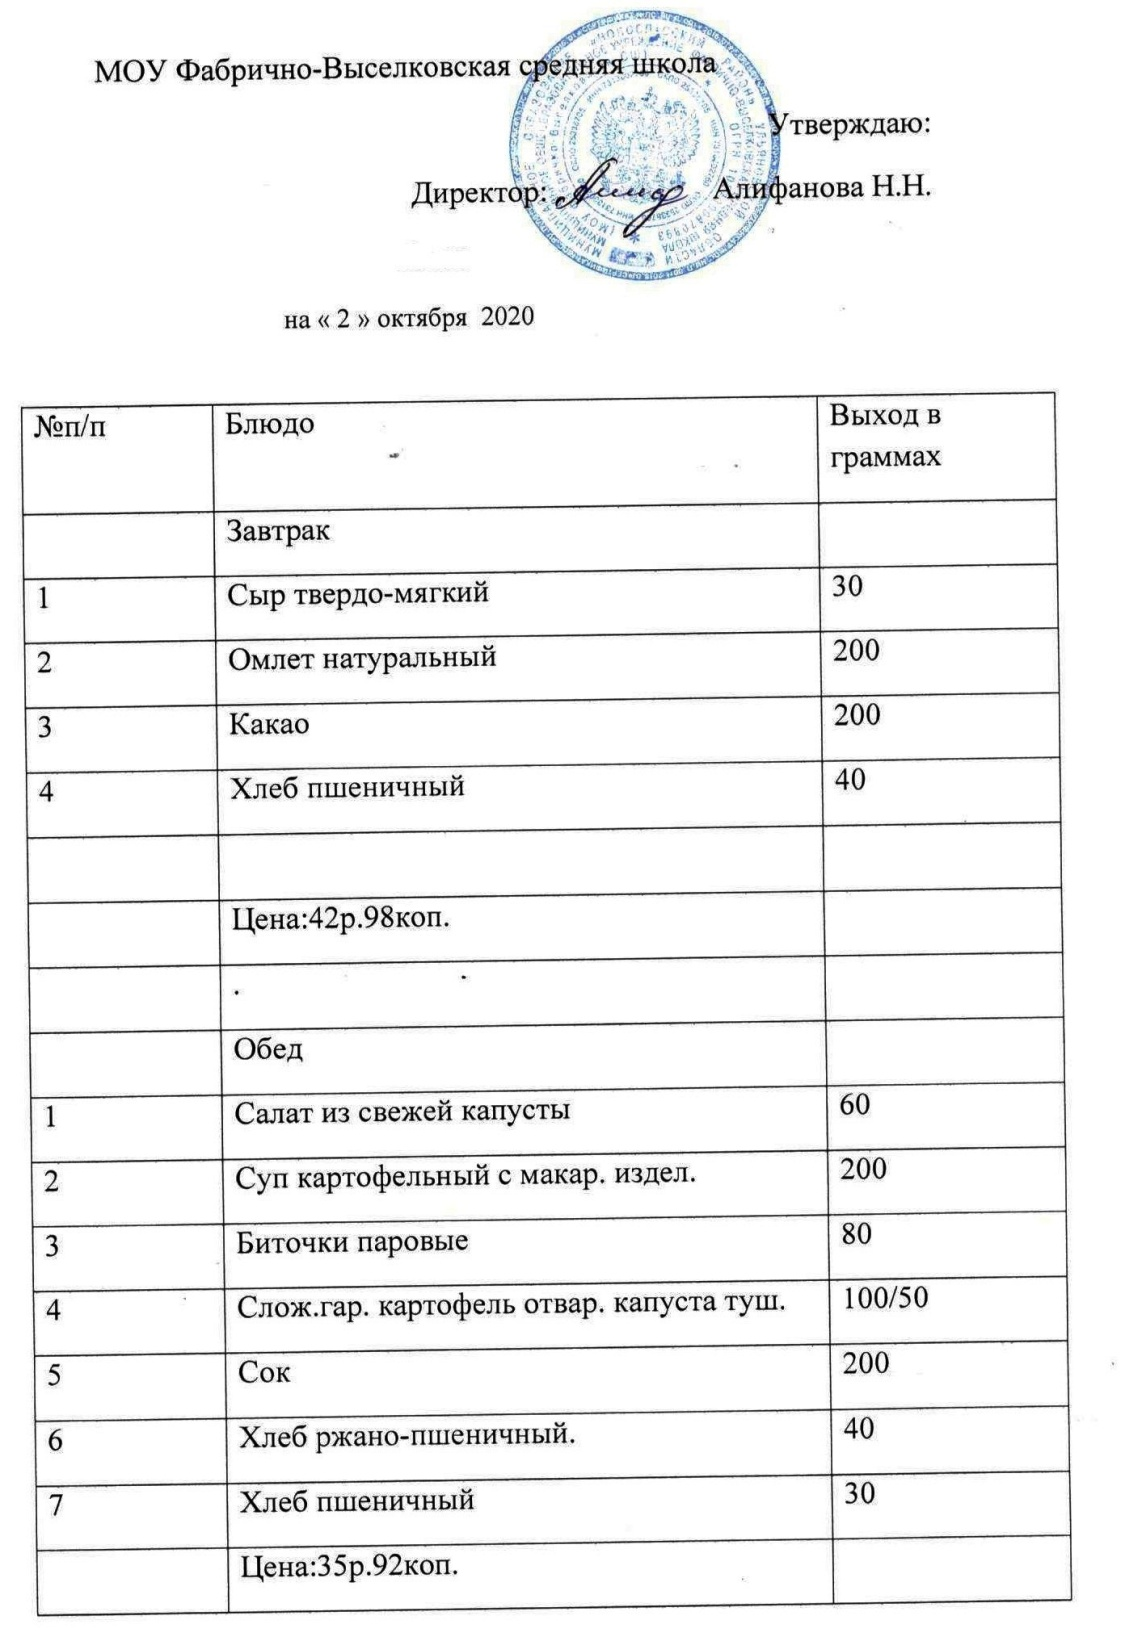 МОУ Фабрично-Выселковская средняя школа
Утверждаю:
Директор: Алифанова Н.Н.
на « 2 » октября 2020
№п/п Блюдо Выход в
граммах
Завтрак
1 Сыр твердо-мягкий 30
2 Омлет натуральный 200
3 Какао 200
4 Хлеб пшеничный 40
Цена:42р.98коп.
.
Обед
1 Салат из свежей капусты 60
2 Суп картофельный с макар. издел. 200
3 Биточки паровые 80
4 Слож.гар. картофель отвар. капуста туш. 100/50
5 Сок 200
6 Хлеб ржано-пшеничный. 40
7 Хлеб пшеничный 30
Цена:35р.92коп.